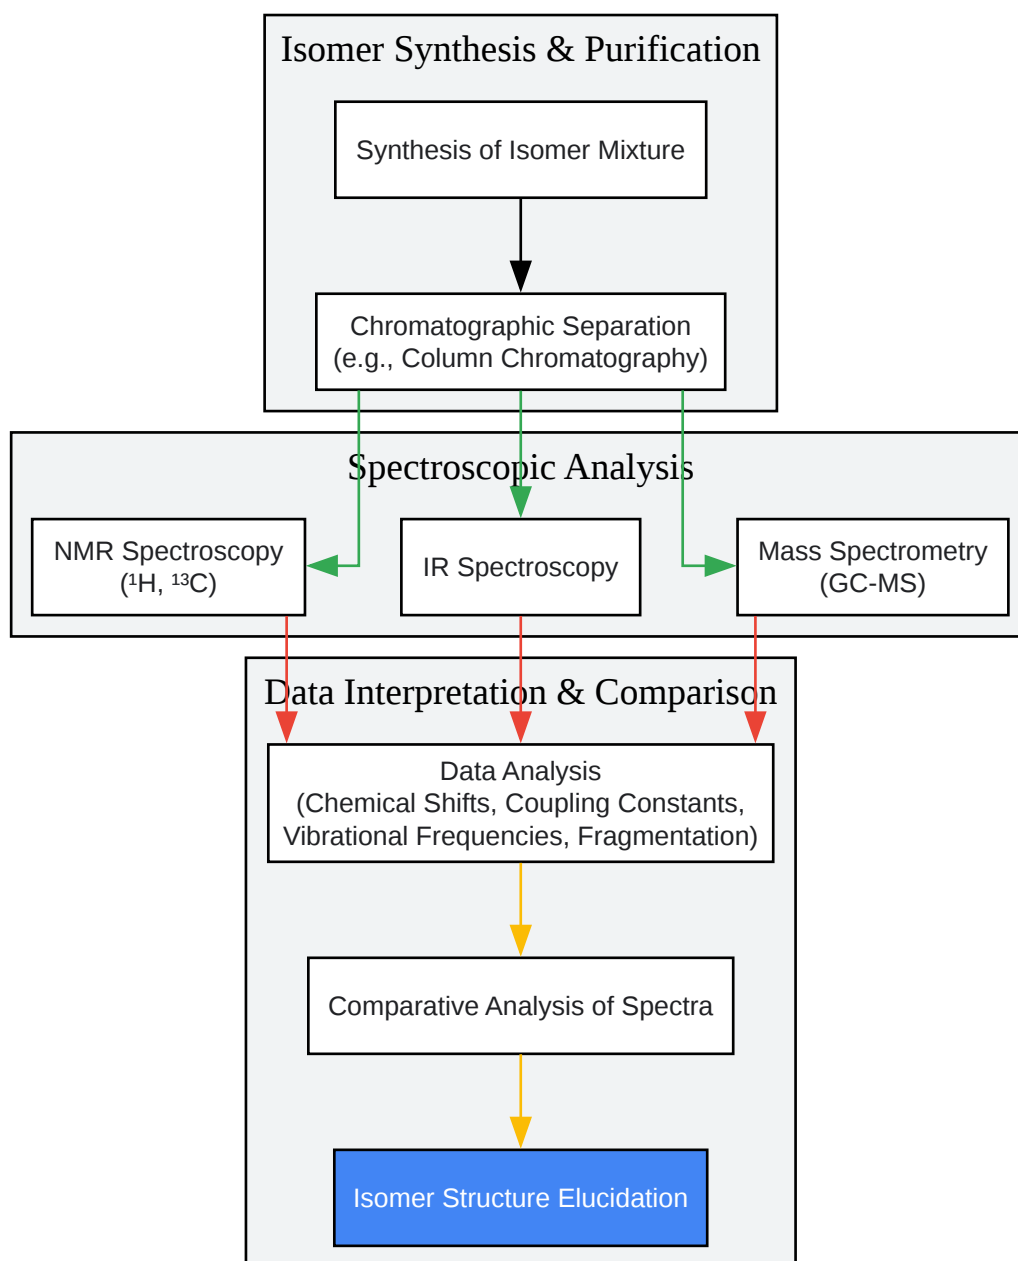 Isomer Synthesis & Purification
Synthesis of Isomer Mixture
Chromatographic Separation
(e.g., Column Chromatography)
Spectroscopic Analysis
NMR Spectroscopy
(¹H, ¹³C)
IR Spectroscopy
Mass Spectrometry
(GC-MS)
Data Interpretation & Comparison
Data Analysis
(Chemical Shifts, Coupling Constants,
Vibrational Frequencies, Fragmentation)
Comparative Analysis of Spectra
Isomer Structure Elucidation